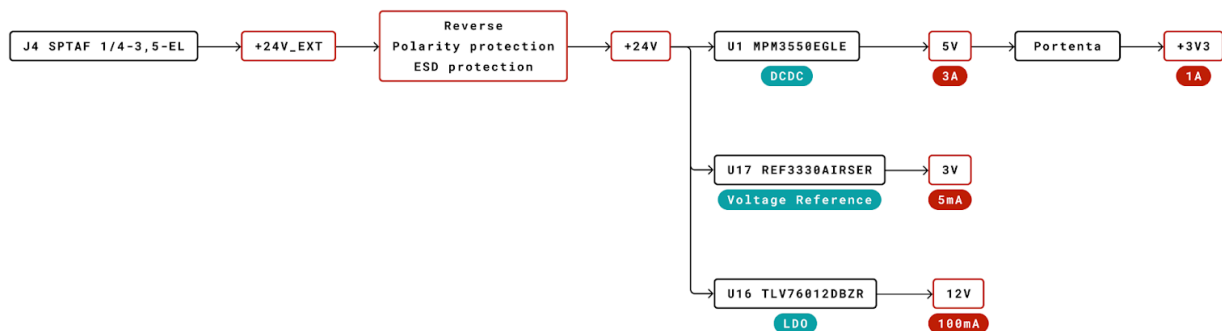 J4 SPTAF 1/4-3,5-EL
+24V_EXT
Reverse
Polarity protection
ESD protection
+24V
U1 MPM3550EGLE
DCDC
5V
3A
Portenta
+3V3
1A
U17 REF3330AIRSER
Voltage Reference
3V
5mA
U16 TLV76012DBZR
LDO
12V
100mA